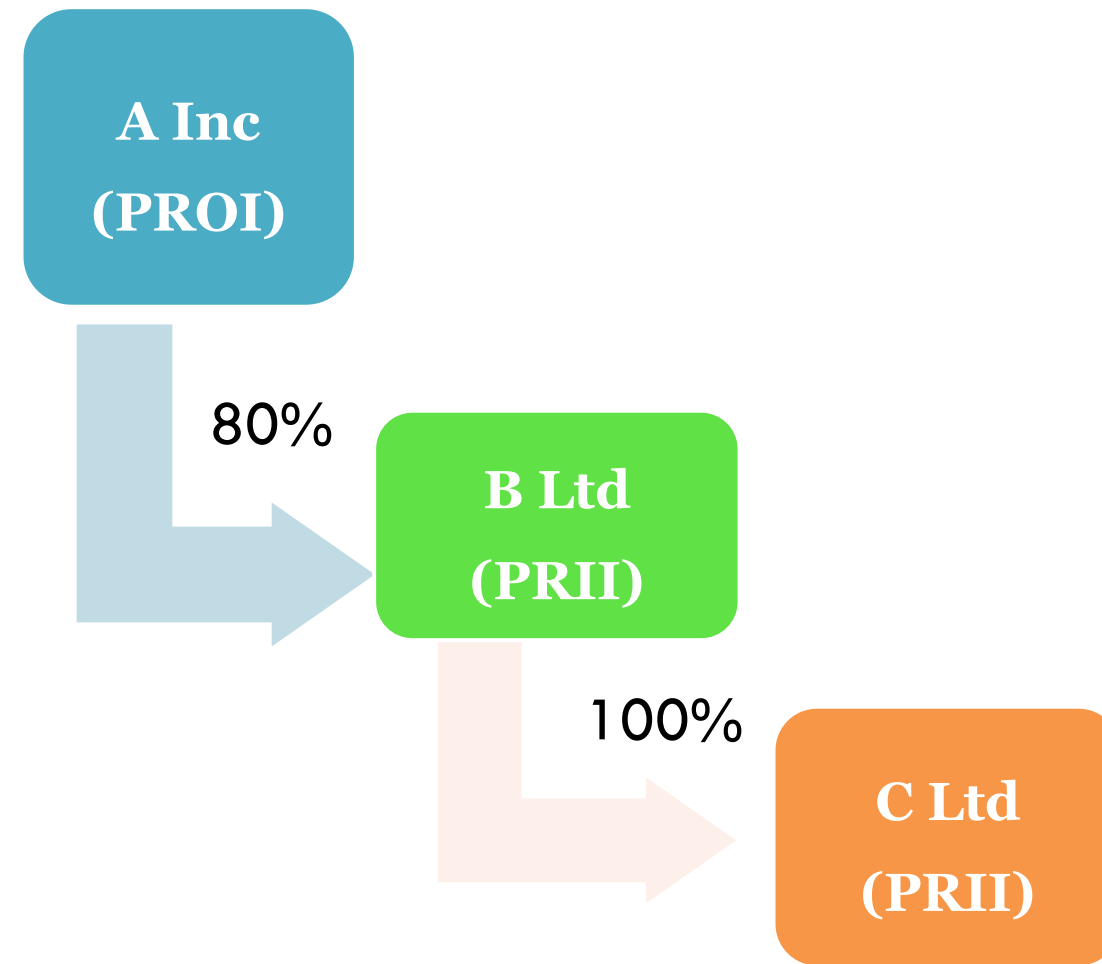 A Inc
(PROI)
80%
B Ltd
(PRII)
100%
C Ltd
(PRII)